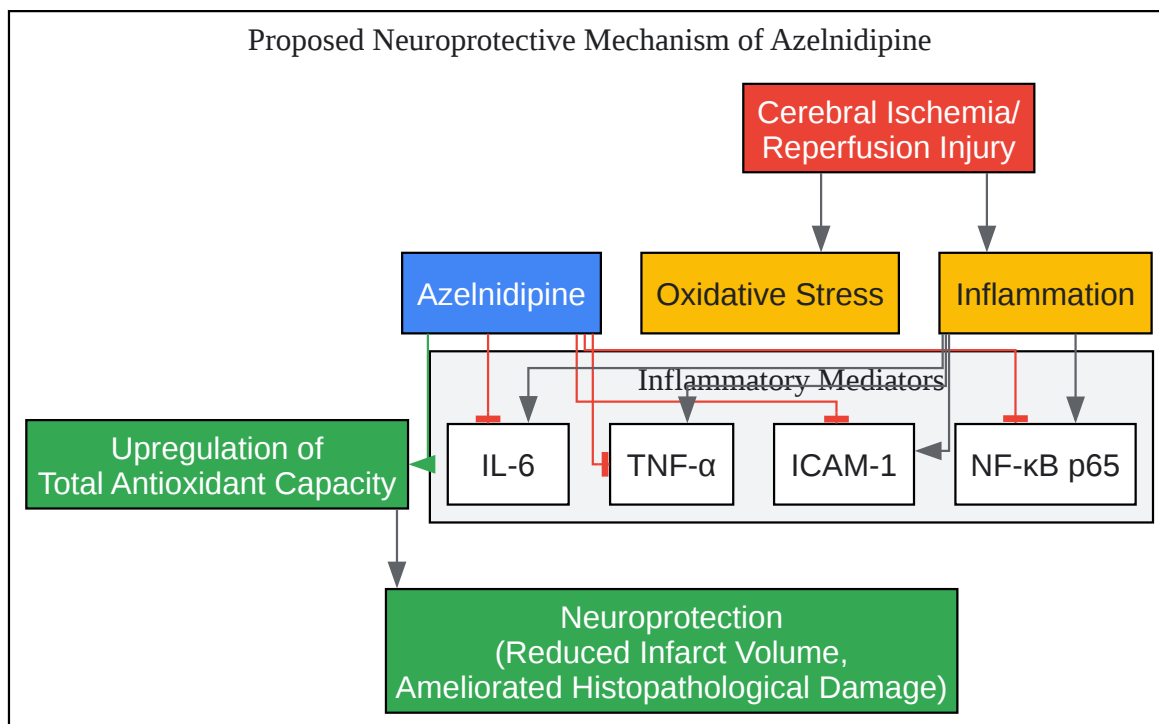 Proposed Neuroprotective Mechanism of Azelnidipine
Cerebral Ischemia/
Reperfusion Injury
Azelnidipine
Oxidative Stress
Inflammation
Inflammatory Mediators
Upregulation of
Total Antioxidant Capacity
IL-6
TNF-α
ICAM-1
NF-κB p65
Neuroprotection
(Reduced Infarct Volume,
Ameliorated Histopathological Damage)